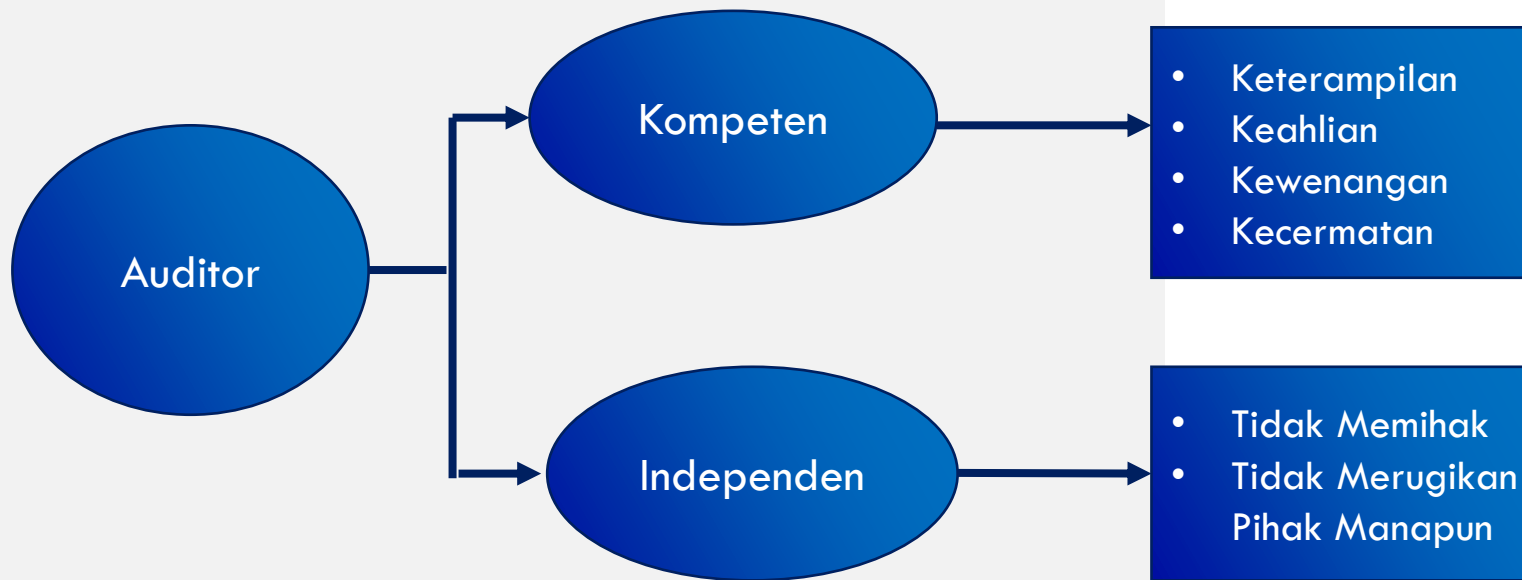 Auditor
Kompeten
• Keterampilan
• Keahlian
• Kewenangan
• Kecermatan
Independen
• Tidak Memihak
• Tidak Merugikan
Pihak Manapun